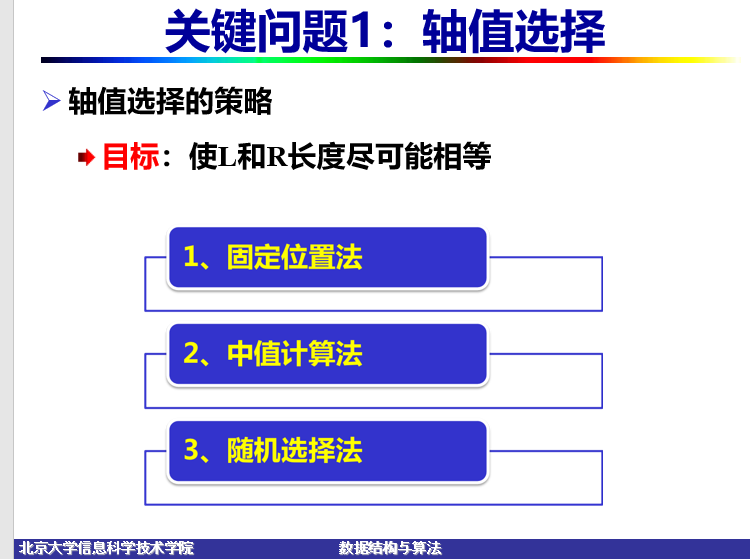 关键问题1：轴值选择
轴值选择的策略
目标：使L和R长度尽可能相等
1、固定位置法
2、中值计算法
3、随机选择法
北京大学信息科学技术学院
数据结构与算法